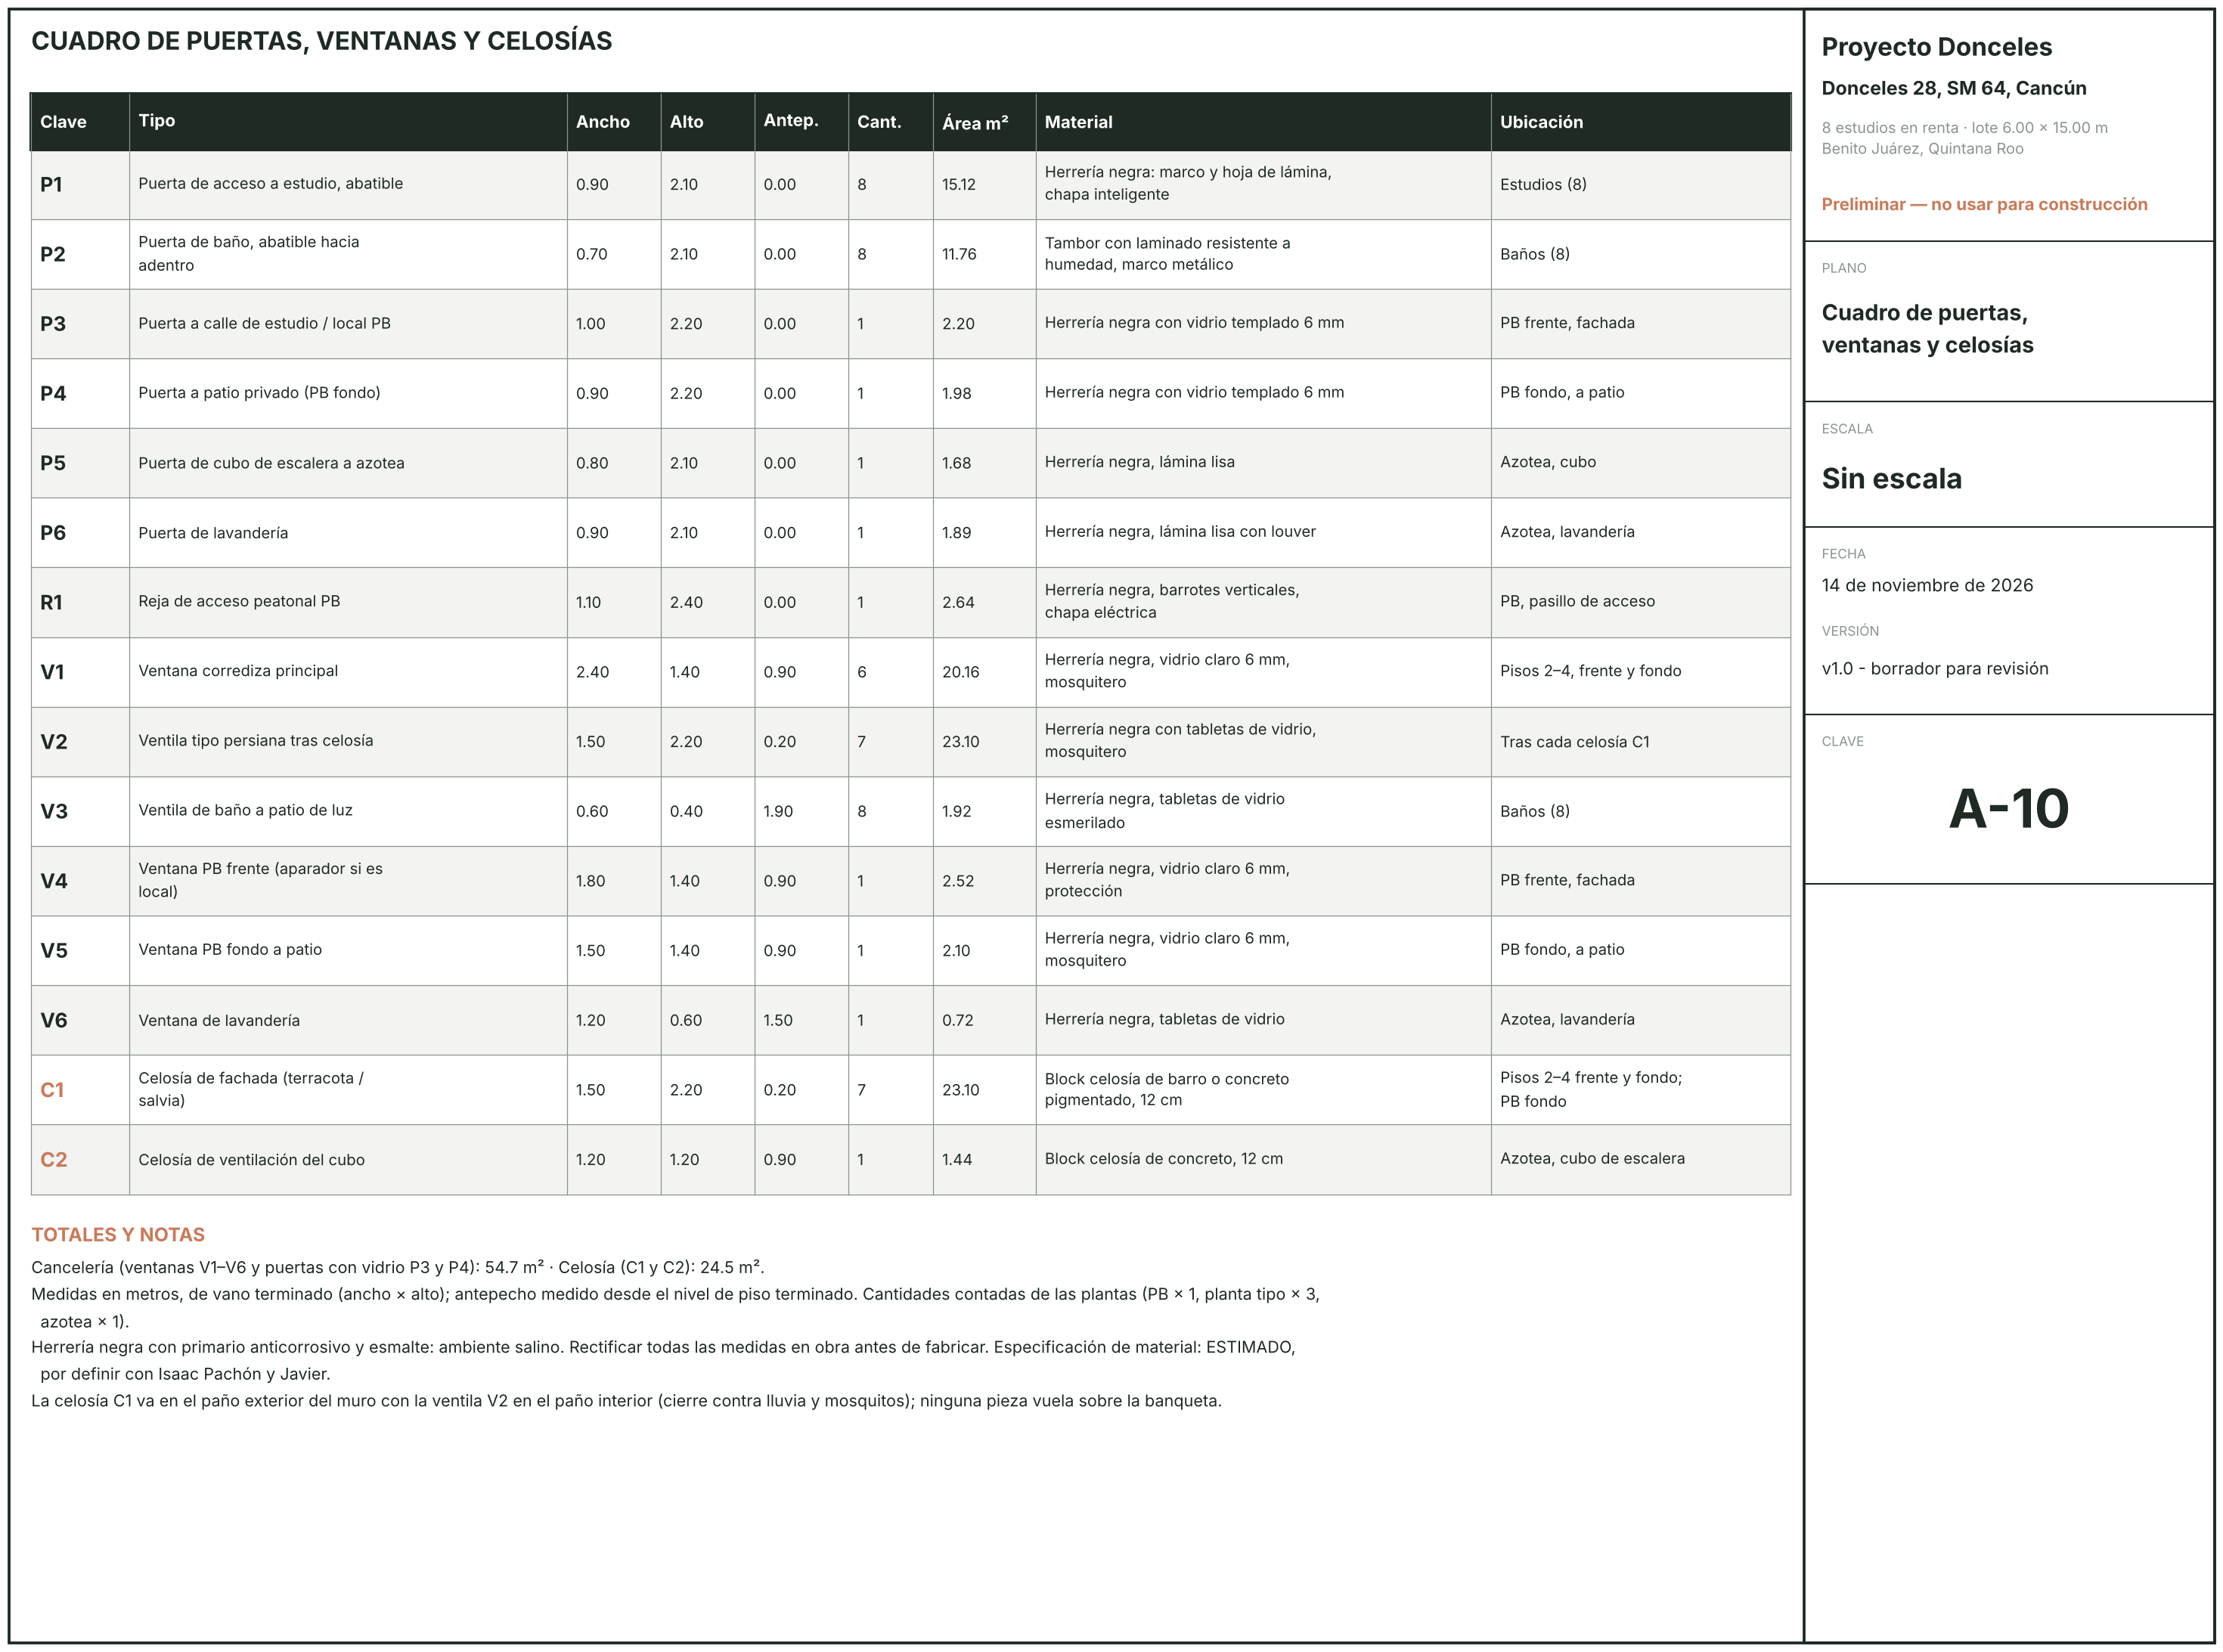 CUADRO DE PUERTAS, VENTANAS Y CELOSÍAS
Clave Tipo Ancho Alto Antep. Cant. Área m² Material Ubicación
P1 Puerta de acceso a estudio, abatible 0.90 2.10 0.00 8 15.12 Herrería negra: marco y hoja de lámina, Estudios (8)
chapa inteligente
P2 Puerta de baño, abatible hacia 0.70 2.10 0.00 8 11.76 Tambor con laminado resistente a Baños (8)
adentro humedad, marco metálico
P3 Puerta a calle de estudio / local PB 1.00 2.20 0.00 1 2.20 Herrería negra con vidrio templado 6 mm PB frente, fachada
P4 Puerta a patio privado (PB fondo) 0.90 2.20 0.00 1 1.98 Herrería negra con vidrio templado 6 mm PB fondo, a patio
P5 Puerta de cubo de escalera a azotea 0.80 2.10 0.00 1 1.68 Herrería negra, lámina lisa Azotea, cubo
P6 Puerta de lavandería 0.90 2.10 0.00 1 1.89 Herrería negra, lámina lisa con louver Azotea, lavandería
R1 Reja de acceso peatonal PB 1.10 2.40 0.00 1 2.64 Herrería negra, barrotes verticales, PB, pasillo de acceso
chapa eléctrica
V1 Ventana corrediza principal 2.40 1.40 0.90 6 20.16 Herrería negra, vidrio claro 6 mm, Pisos 2–4, frente y fondo
mosquitero
V2 Ventila tipo persiana tras celosía 1.50 2.20 0.20 7 23.10 Herrería negra con tabletas de vidrio, Tras cada celosía C1
mosquitero
V3 Ventila de baño a patio de luz 0.60 0.40 1.90 8 1.92 Herrería negra, tabletas de vidrio Baños (8)
esmerilado
V4 Ventana PB frente (aparador si es 1.80 1.40 0.90 1 2.52 Herrería negra, vidrio claro 6 mm, PB frente, fachada
local) protección
V5 Ventana PB fondo a patio 1.50 1.40 0.90 1 2.10 Herrería negra, vidrio claro 6 mm, PB fondo, a patio
mosquitero
V6 Ventana de lavandería 1.20 0.60 1.50 1 0.72 Herrería negra, tabletas de vidrio Azotea, lavandería
C1 Celosía de fachada (terracota / 1.50 2.20 0.20 7 23.10 Block celosía de barro o concreto Pisos 2–4 frente y fondo;
salvia) pigmentado, 12 cm PB fondo
C2 Celosía de ventilación del cubo 1.20 1.20 0.90 1 1.44 Block celosía de concreto, 12 cm Azotea, cubo de escalera
TOTALES Y NOTAS
Cancelería (ventanas V1–V6 y puertas con vidrio P3 y P4): 54.7 m² · Celosía (C1 y C2): 24.5 m².
Medidas en metros, de vano terminado (ancho × alto); antepecho medido desde el nivel de piso terminado. Cantidades contadas de las plantas (PB × 1, planta tipo × 3,
azotea × 1).
Herrería negra con primario anticorrosivo y esmalte: ambiente salino. Rectificar todas las medidas en obra antes de fabricar. Especificación de material: ESTIMADO,
por definir con Isaac Pachón y Javier.
La celosía C1 va en el paño exterior del muro con la ventila V2 en el paño interior (cierre contra lluvia y mosquitos); ninguna pieza vuela sobre la banqueta.
Proyecto Donceles
Donceles 28, SM 64, Cancún
8 estudios en renta · lote 6.00 × 15.00 m
Benito Juárez, Quintana Roo
Preliminar — no usar para construcción
PLANO
Cuadro de puertas,
ventanas y celosías
ESCALA
Sin escala
FECHA
14 de noviembre de 2026
VERSIÓN
v1.0 - borrador para revisión
CLAVE
A-10